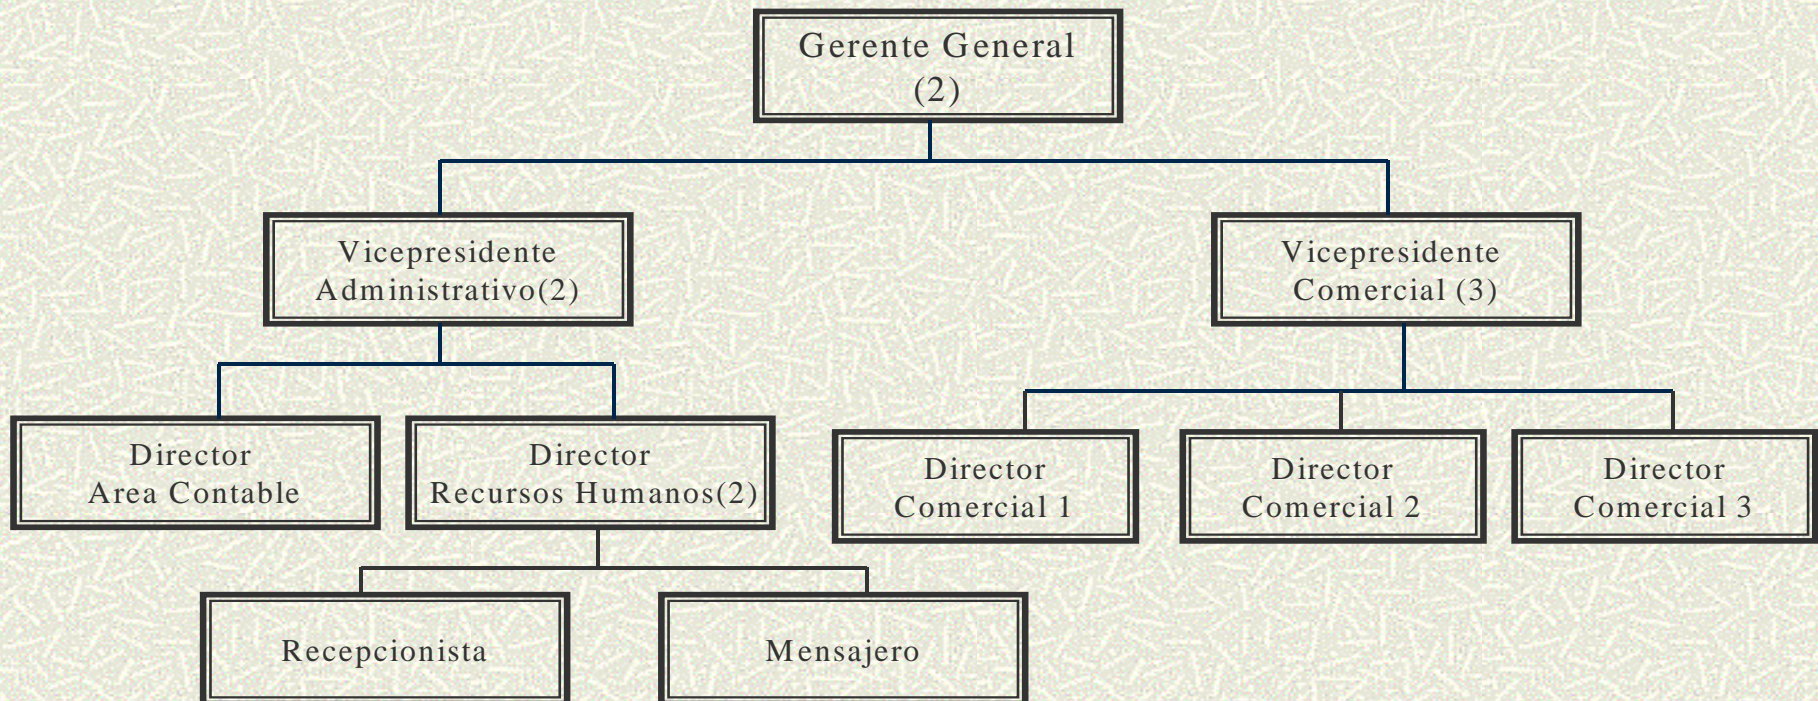 Gerente General
(2)
Vicepresidente
Administrativo(2)
Vicepresidente
Comercial (3)
Director
Area Contable
Director
Recursos Humanos(2)
Director
Comercial 1
Director
Comercial 2
Director
Comercial 3
Recepcionista
Mensajero